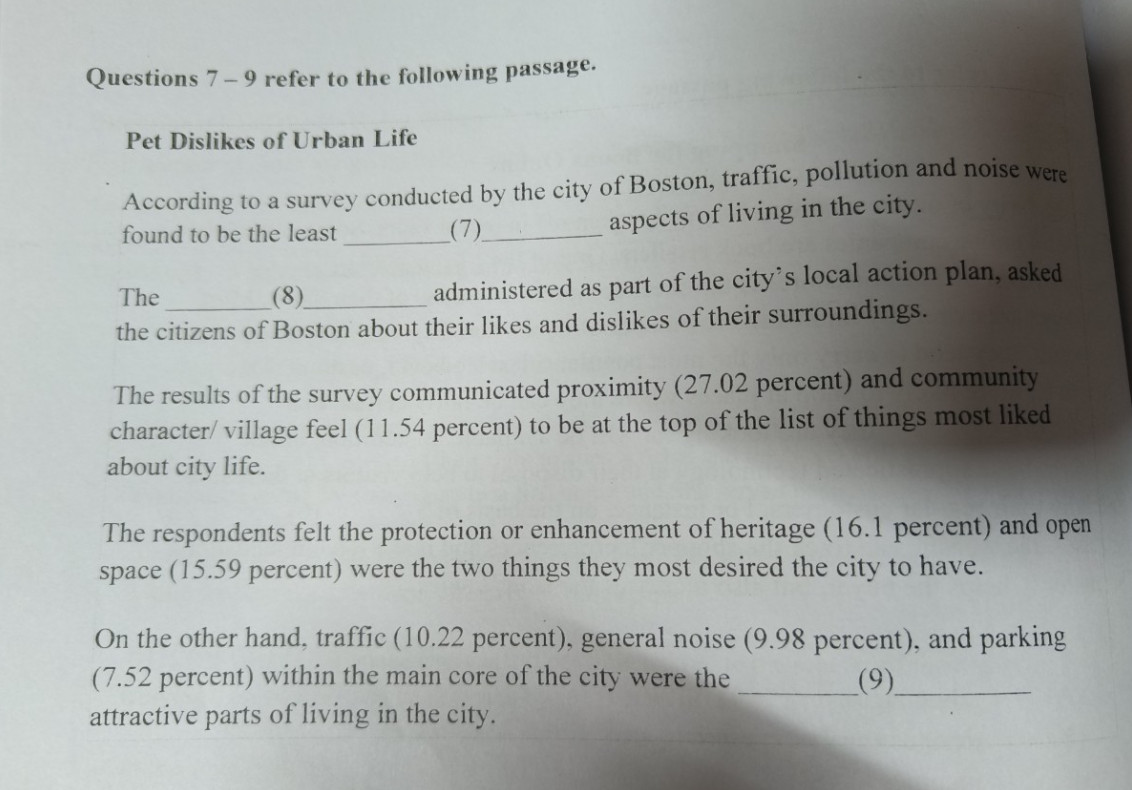 Questions 7 – 9 refer to the following passage.
Pet Dislikes of Urban Life
According to a survey conducted by the city of Boston, traffic, pollution and noise were
found to be the least ________(7)_________ aspects of living in the city.
The ________(8)_________ administered as part of the city's local action plan, asked
the citizens of Boston about their likes and dislikes of their surroundings.
The results of the survey communicated proximity (27.02 percent) and community
character/ village feel (11.54 percent) to be at the top of the list of things most liked
about city life.
The respondents felt the protection or enhancement of heritage (16.1 percent) and open
space (15.59 percent) were the two things they most desired the city to have.
On the other hand, traffic (10.22 percent), general noise (9.98 percent), and parking
(7.52 percent) within the main core of the city were the _________(9)__________
attractive parts of living in the city.